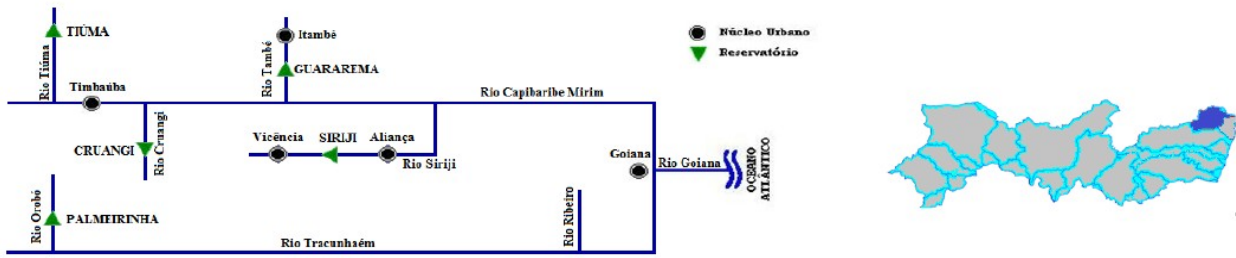 TIÚMA
Rio Tiúma
Timbaúba
Itambé
Rio També
GUARAREMA
Núcleo Urbano
Reservatório
Rio Capibaribe Mirim
CRUANGI
Rio Cruangi
Vicência
SIRIJI
Aliança
Rio Siriji
Goiana
Rio Goiana
OCEANO
ATLÂNTICO
Rio Orobó
PALMEIRINHA
Rio Tracunhaém
Rio Ribeiro